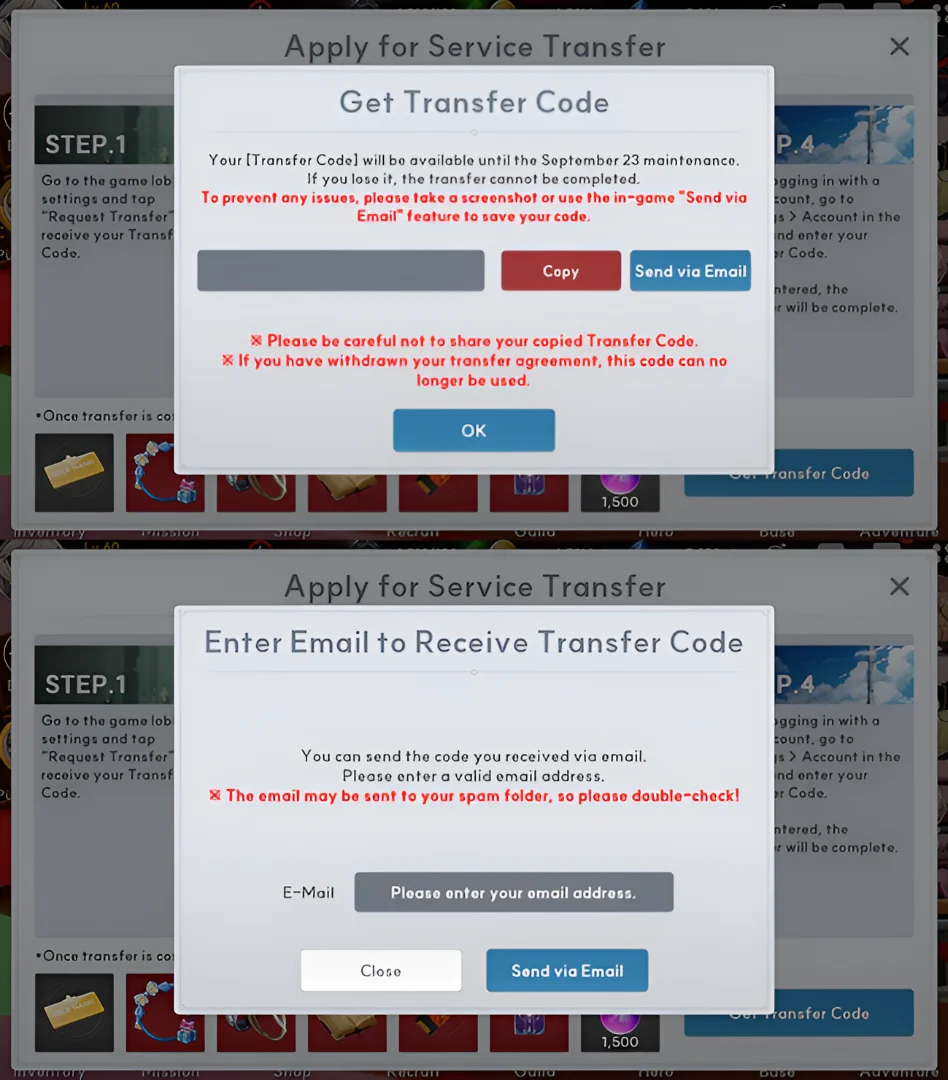 Lv.60
Apply for Service Transfer
Get Transfer Code
STEP.1
P.4
Your [Transfer Code] will be available until the September 23 maintenance.
If you lose it, the transfer cannot be completed.
To prevent any issues, please take a screenshot or use the in-game "Send via
Email" feature to save your code.
Go to the game lob
settings and tap
"Request Transfer"
receive your Transf
Code.
ogging in with a
count, go to
s > Account in the
nd enter your
r Code.
ntered, the
r will be complete.
Copy
Send via Email
※ Please be careful not to share your copied Transfer Code.
※ If you have withdrawn your transfer agreement, this code can no
longer be used.
OK
*Once transfer is co
1,500
Get Transfer Code
Inventory Mission Shop Recruit Guild Hero Base Adventure
Lv.60
Apply for Service Transfer
Enter Email to Receive Transfer Code
STEP.1
P.4
Go to the game lob
settings and tap
"Request Transfer"
receive your Transf
Code.
ogging in with a
count, go to
s > Account in the
nd enter your
r Code.
ntered, the
r will be complete.
You can send the code you received via email.
Please enter a valid email address.
※ The email may be sent to your spam folder, so please double-check!
E-Mail
Please enter your email address.
Close
Send via Email
*Once transfer is co
1,500
Get Transfer Code
Inventory Mission Shop Recruit Guild Hero Base Adventure